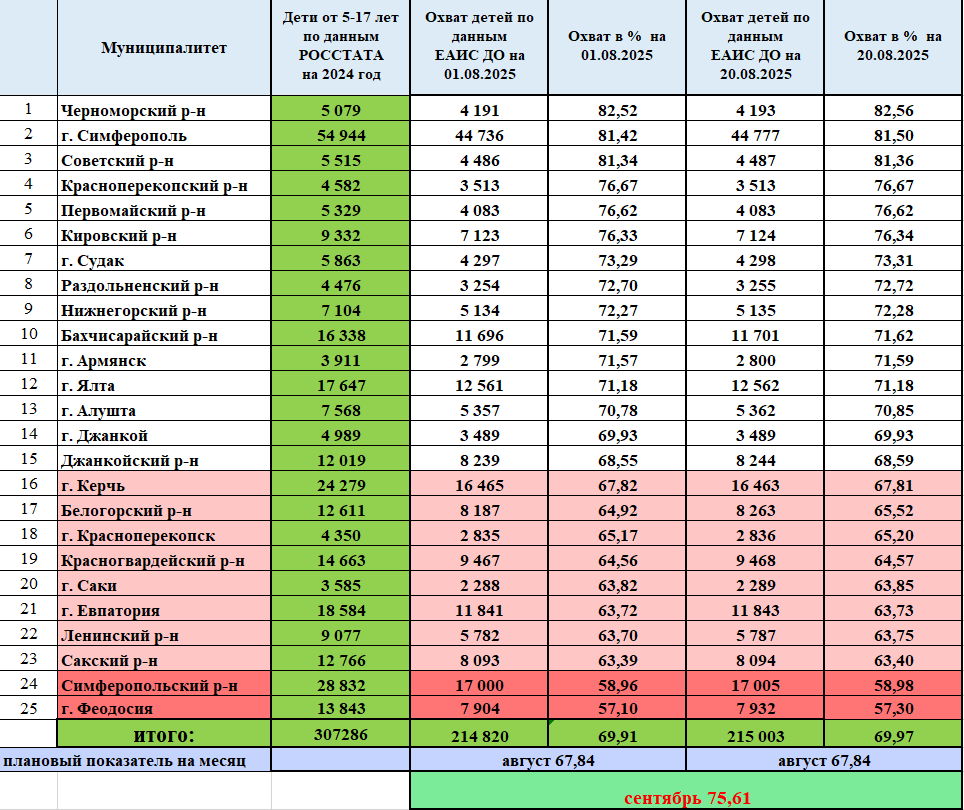 Муниципалитет | Дети от 5-17 лет по данным РОССТАТА на 2024 год | Охват детей по данным ЕАИС ДО на 01.08.2025 | Охват в % на 01.08.2025 | Охват детей по данным ЕАИС ДО на 20.08.2025 | Охват в % на 20.08.2025
1 Черноморский р-н 5 079 4 191 82,52 4 193 82,56
2 г. Симферополь 54 944 44 736 81,42 44 777 81,50
3 Советский р-н 5 515 4 486 81,34 4 487 81,36
4 Красноперекопский р-н 4 582 3 513 76,67 3 513 76,67
5 Первомайский р-н 5 329 4 083 76,62 4 083 76,62
6 Кировский р-н 9 332 7 123 76,33 7 124 76,34
7 г. Судак 5 863 4 297 73,29 4 298 73,31
8 Раздольненский р-н 4 476 3 254 72,70 3 255 72,72
9 Нижнегорский р-н 7 104 5 134 72,27 5 135 72,28
10 Бахчисарайский р-н 16 338 11 696 71,59 11 701 71,62
11 г. Армянск 3 911 2 799 71,57 2 800 71,59
12 г. Ялта 17 647 12 561 71,18 12 562 71,18
13 г. Алушта 7 568 5 357 70,78 5 362 70,85
14 г. Джанкой 4 989 3 489 69,93 3 489 69,93
15 Джанкойский р-н 12 019 8 239 68,55 8 244 68,59
16 г. Керчь 24 279 16 465 67,82 16 463 67,81
17 Белогорский р-н 12 611 8 187 64,92 8 263 65,52
18 г. Красноперекопск 4 350 2 835 65,17 2 836 65,20
19 Красногвардейский р-н 14 663 9 467 64,56 9 468 64,57
20 г. Саки 3 585 2 288 63,82 2 289 63,85
21 г. Евпатория 18 584 11 841 63,72 11 843 63,73
22 Ленинский р-н 9 077 5 782 63,70 5 787 63,75
23 Сакский р-н 12 766 8 093 63,39 8 094 63,40
24 Симферопольский р-н 28 832 17 000 58,96 17 005 58,98
25 г. Феодосия 13 843 7 904 57,10 7 932 57,30
итого: 307286 214 820 69,91 215 003 69,97
плановый показатель на месяц август 67,84 август 67,84
сентябрь 75,61